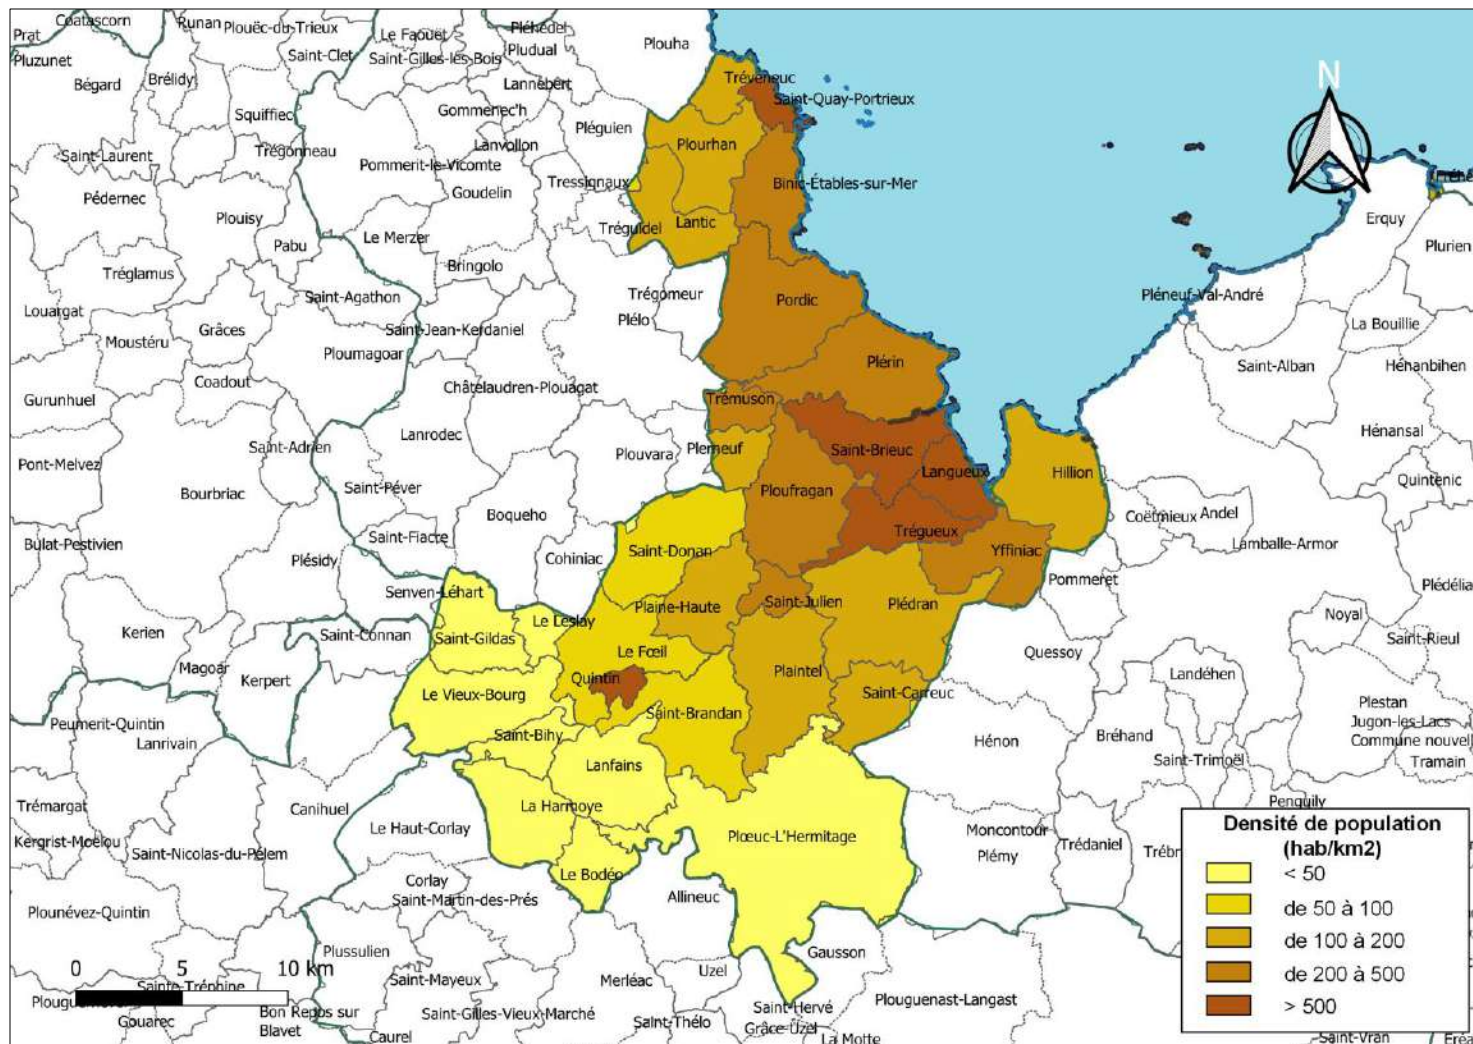 Coatascorn
Runan
Plouëc-du-Trieux
Pléhédel
Prat
Le Faouët
Plouha
Pluzunet
Saint-Clet
Saint-Gilles-les-Bois
Pludual
Bégard
Brélidy
Lannebert
Tréveneuc
Saint-Quay-Portrieux
N
Squiffiec
Gommenec'h
Pléguien
Saint-Laurent
Trégonneau
Lanvollon
Plourhan
Pommerit-le-Vicomte
Tressignaux
Binic-Étables-sur-Mer
Pédernec
Goudelin
Plouisy
Erquy
Lantic
Tréguidel
Pabu
Le Merzer
Plurien
Tréglamus
Bringolo
Saint-Agathon
Trégomeur
Pordic
Pléneuf-Val-André
Louargat
Plélo
Grâces
Saint-Jean-Kerdaniel
La Bouillie
Moustéru
Ploumagoar
Plérin
Saint-Alban
Hénanbihen
Coadout
Châtelaudren-Plouagat
Gurunhuel
Trémuson
Saint-Adrien
Lanrodec
Plerneuf
Saint-Brieuc
Hénansal
Plouvara
Pont-Melvez
Langueux
Hillion
Saint-Péver
Ploufragan
Quintenic
Bourbriac
Boqueho
Coëtmieux
Andel
Saint-Fiacre
Trégueux
Bulat-Pestivien
Cohiniac
Saint-Donan
Yffiniac
Lamballe-Armor
Plésidy
Pommeret
Senven-Léhart
Saint-Julien
Plédran
Plédélia
Plaine-Haute
Noyal
Le Leslay
Kerien
Saint-Connan
Saint-Gildas
Saint-Rieul
Le Fœil
Quessoy
Magoar
Kerpert
Quintin
Plaintel
Landéhen
Le Vieux-Bourg
Saint-Carreuc
Plestan
Peumerit-Quintin
Saint-Brandan
Jugon-les-Lacs
Lanrivain
Saint-Bihy
Hénon
Bréhand
Commune nouvell
Saint-Trimoël
Tramain
Lanfains
Trémargat
Canihuel
La Harmoye
Penguily
Le Haut-Corlay
Moncontour
Kergrist-Moëlou
Plœuc-L'Hermitage
Trédaniel
Trébr
Saint-Nicolas-du-Pélem
Plémy
Le Bodéo
Corlay
Saint-Martin-des-Prés
Allineuc
Plounévez-Quintin
Plussulien
Gausson
Saint-Mayeux
Merléac
Uzel
Sainte-Tréphine
Plouguenast-Langast
Saint-Hervé
Bon Repos sur
Blavet
Saint-Gilles-Vieux-Marché
Gouarec
Saint-Thélo
Grâce-Uzel
Caurel
La Motte
Saint-Vran
0 5 10 km
Densité de population
(hab/km2)
< 50
de 50 à 100
de 100 à 200
de 200 à 500
> 500